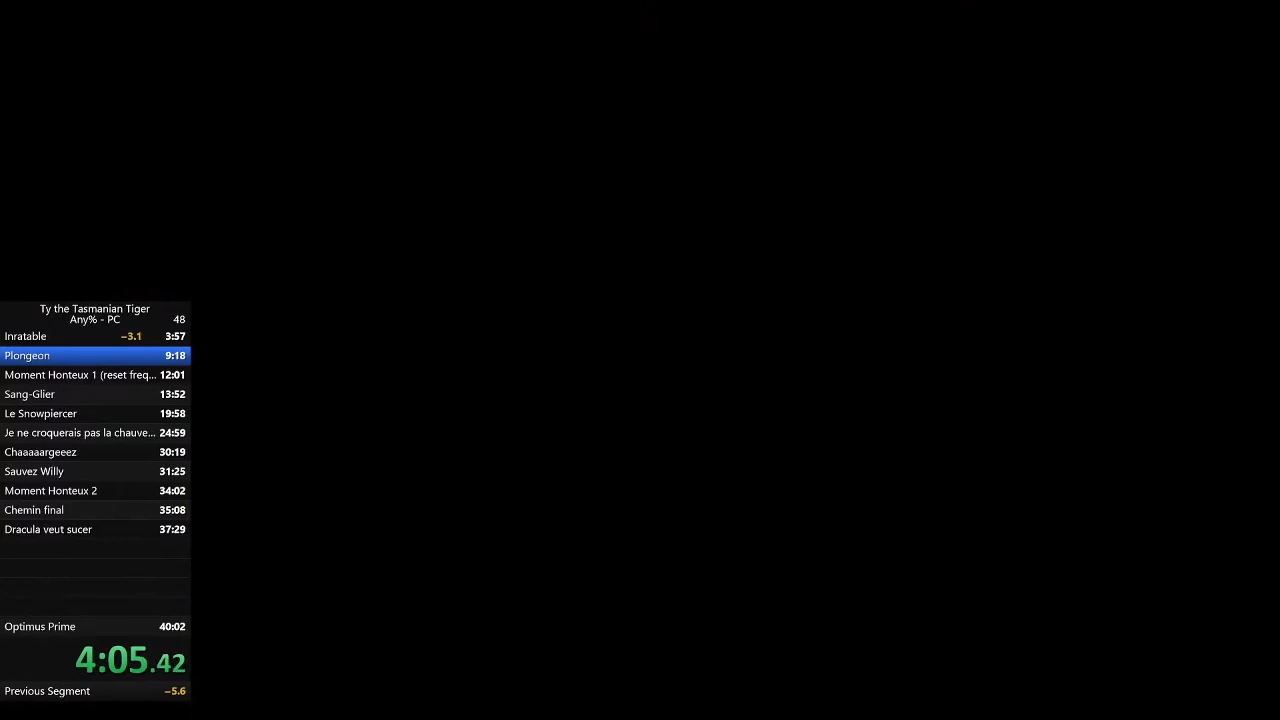 Ty the Tasmanian Tiger
Any% - PC 48
Inratable −3.1 3:57
Plongeon 9:18
Moment Honteux 1 (reset freq... 12:01
Sang-Glier 13:52
Le Snowpiercer 19:58
Je ne croquerais pas la chauve... 24:59
Chaaaaargeeez 30:19
Sauvez Willy 31:25
Moment Honteux 2 34:02
Chemin final 35:08
Dracula veut sucer 37:29
Optimus Prime 40:02
4:05.42
Previous Segment −5.6